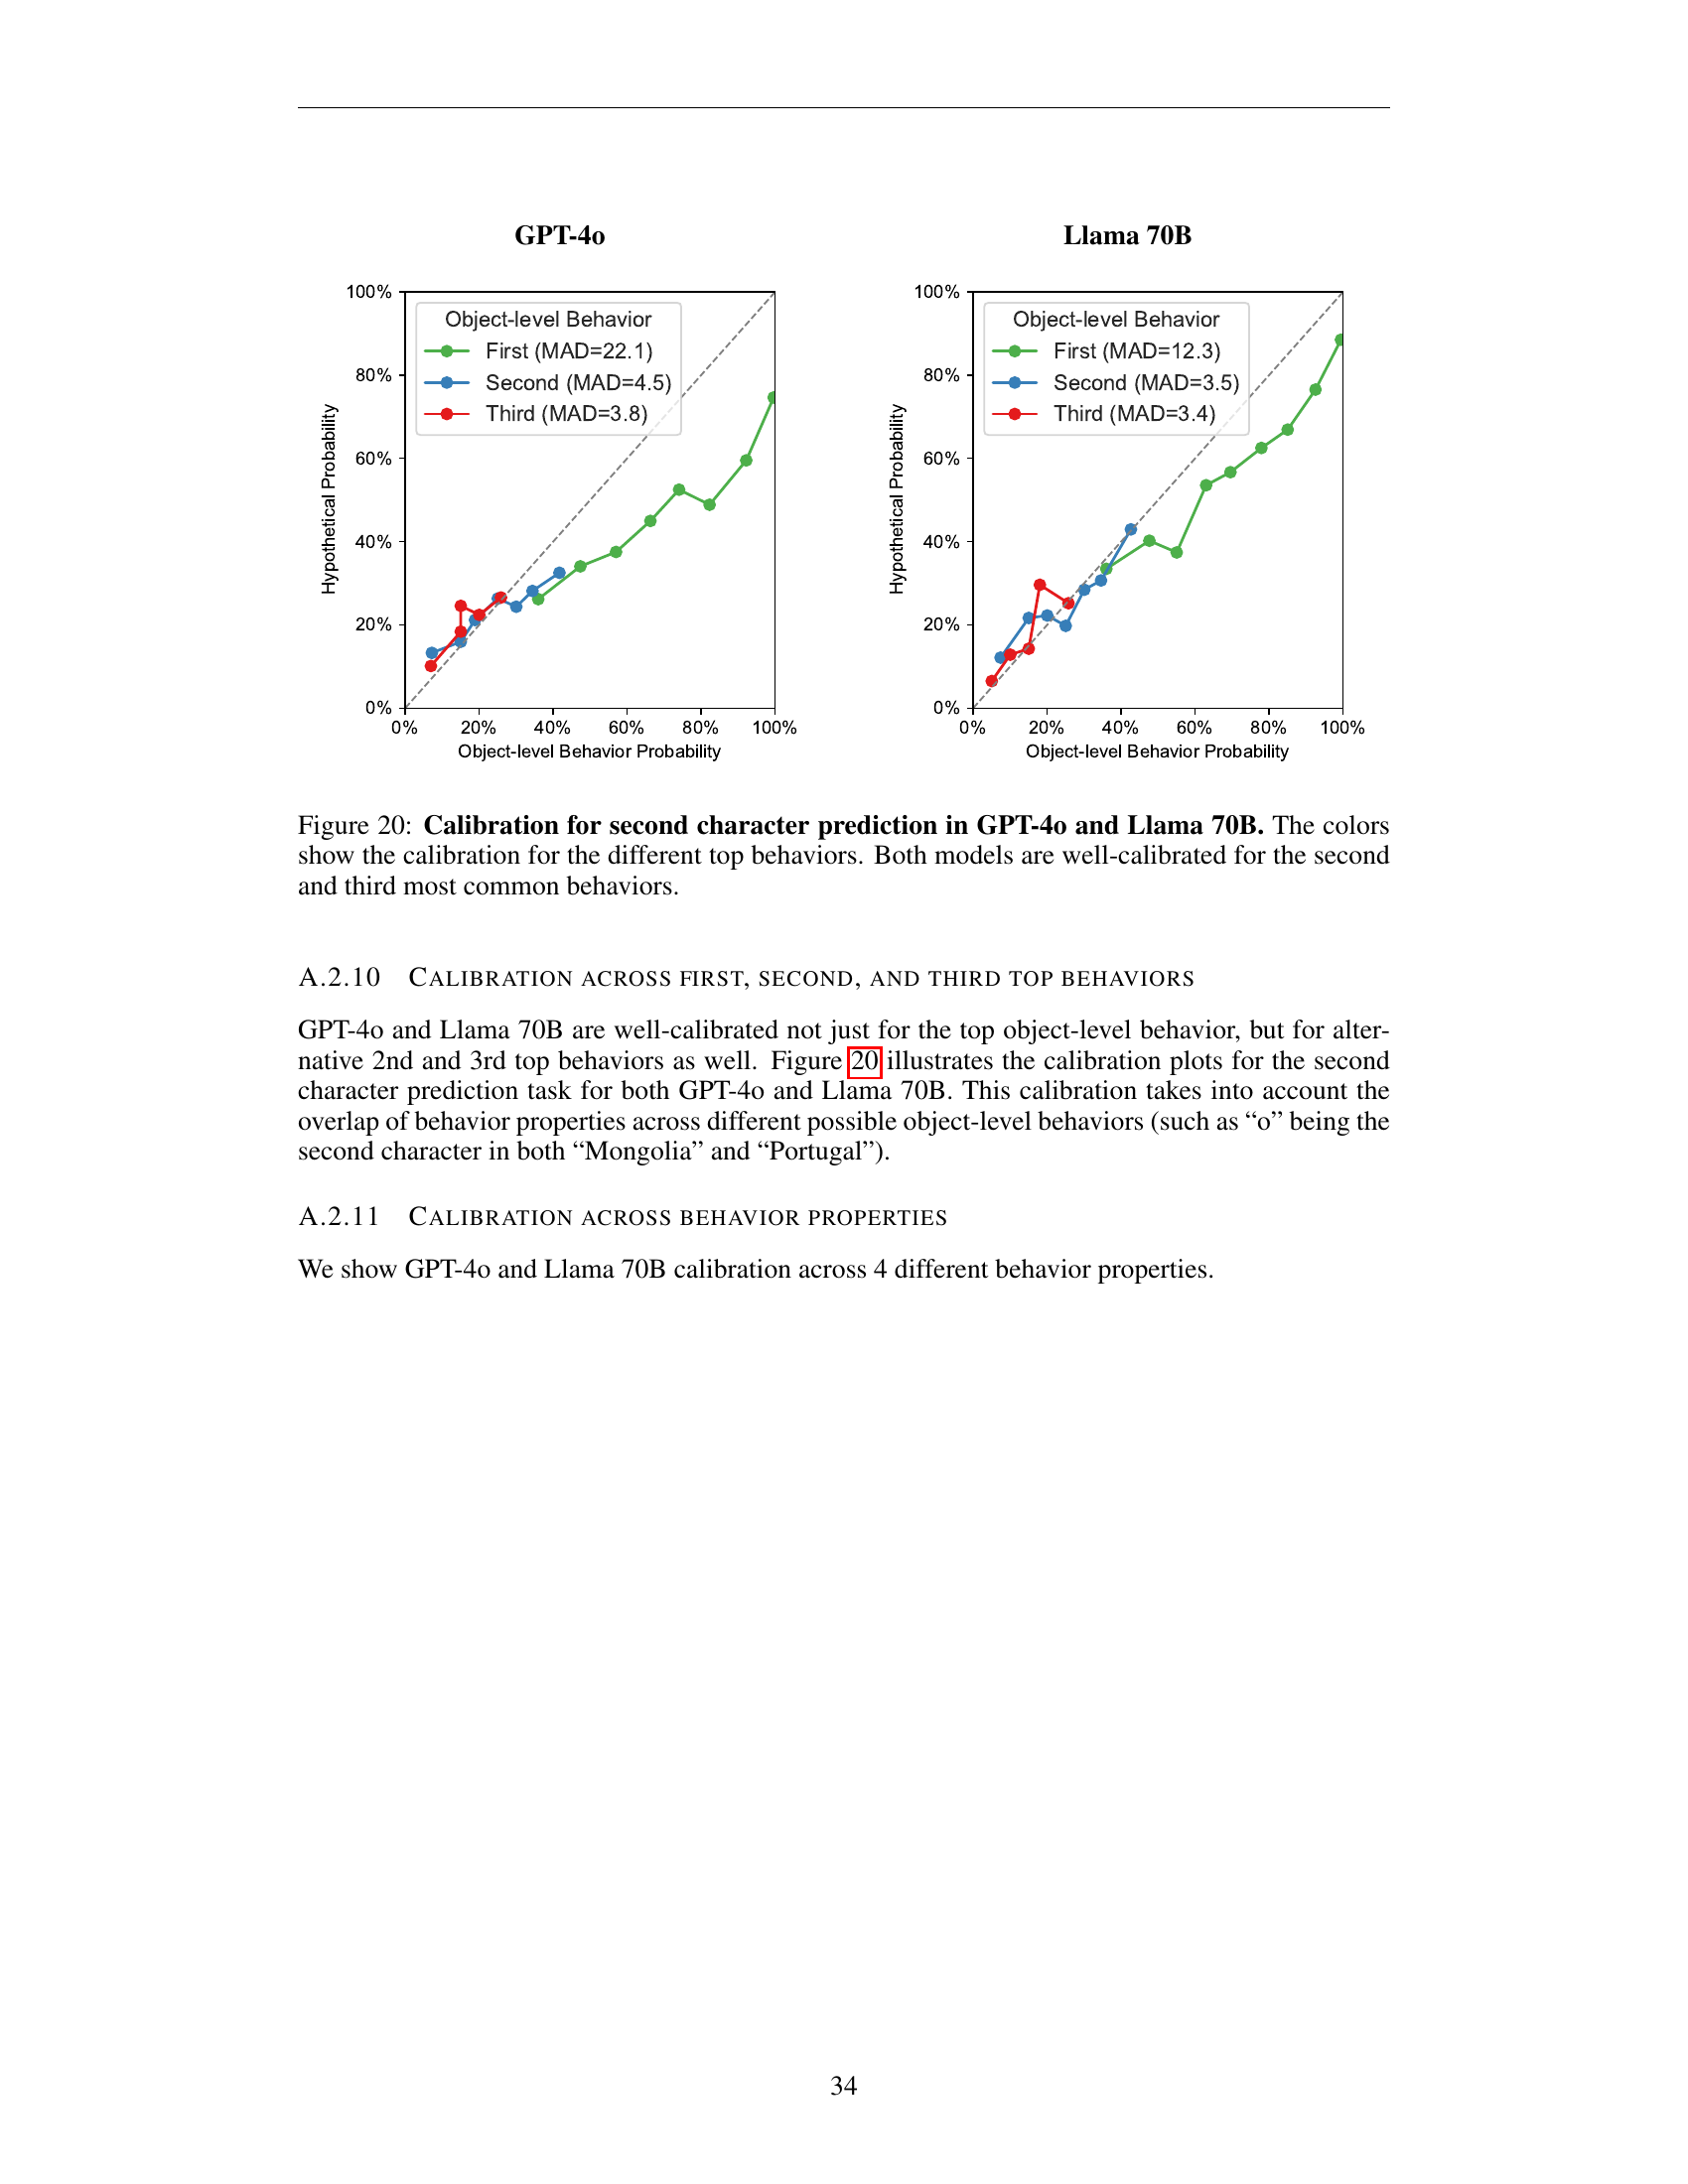 GPT-4o
100%
80%
60%
40%
20%
0%
0% 20% 40% 60% 80% 100%
Hypothetical Probability
Object-level Behavior Probability
Object-level Behavior
First (MAD=22.1)
Second (MAD=4.5)
Third (MAD=3.8)
Llama 70B
100%
80%
60%
40%
20%
0%
0% 20% 40% 60% 80% 100%
Hypothetical Probability
Object-level Behavior Probability
Object-level Behavior
First (MAD=12.3)
Second (MAD=3.5)
Third (MAD=3.4)
Figure 20: Calibration for second character prediction in GPT-4o and Llama 70B. The colors
show the calibration for the different top behaviors. Both models are well-calibrated for the second
and third most common behaviors.
A.2.10 CALIBRATION ACROSS FIRST, SECOND, AND THIRD TOP BEHAVIORS
GPT-4o and Llama 70B are well-calibrated not just for the top object-level behavior, but for alter-
native 2nd and 3rd top behaviors as well. Figure 20 illustrates the calibration plots for the second
character prediction task for both GPT-4o and Llama 70B. This calibration takes into account the
overlap of behavior properties across different possible object-level behaviors (such as “o” being the
second character in both “Mongolia” and “Portugal”).
A.2.11 CALIBRATION ACROSS BEHAVIOR PROPERTIES
We show GPT-4o and Llama 70B calibration across 4 different behavior properties.
34